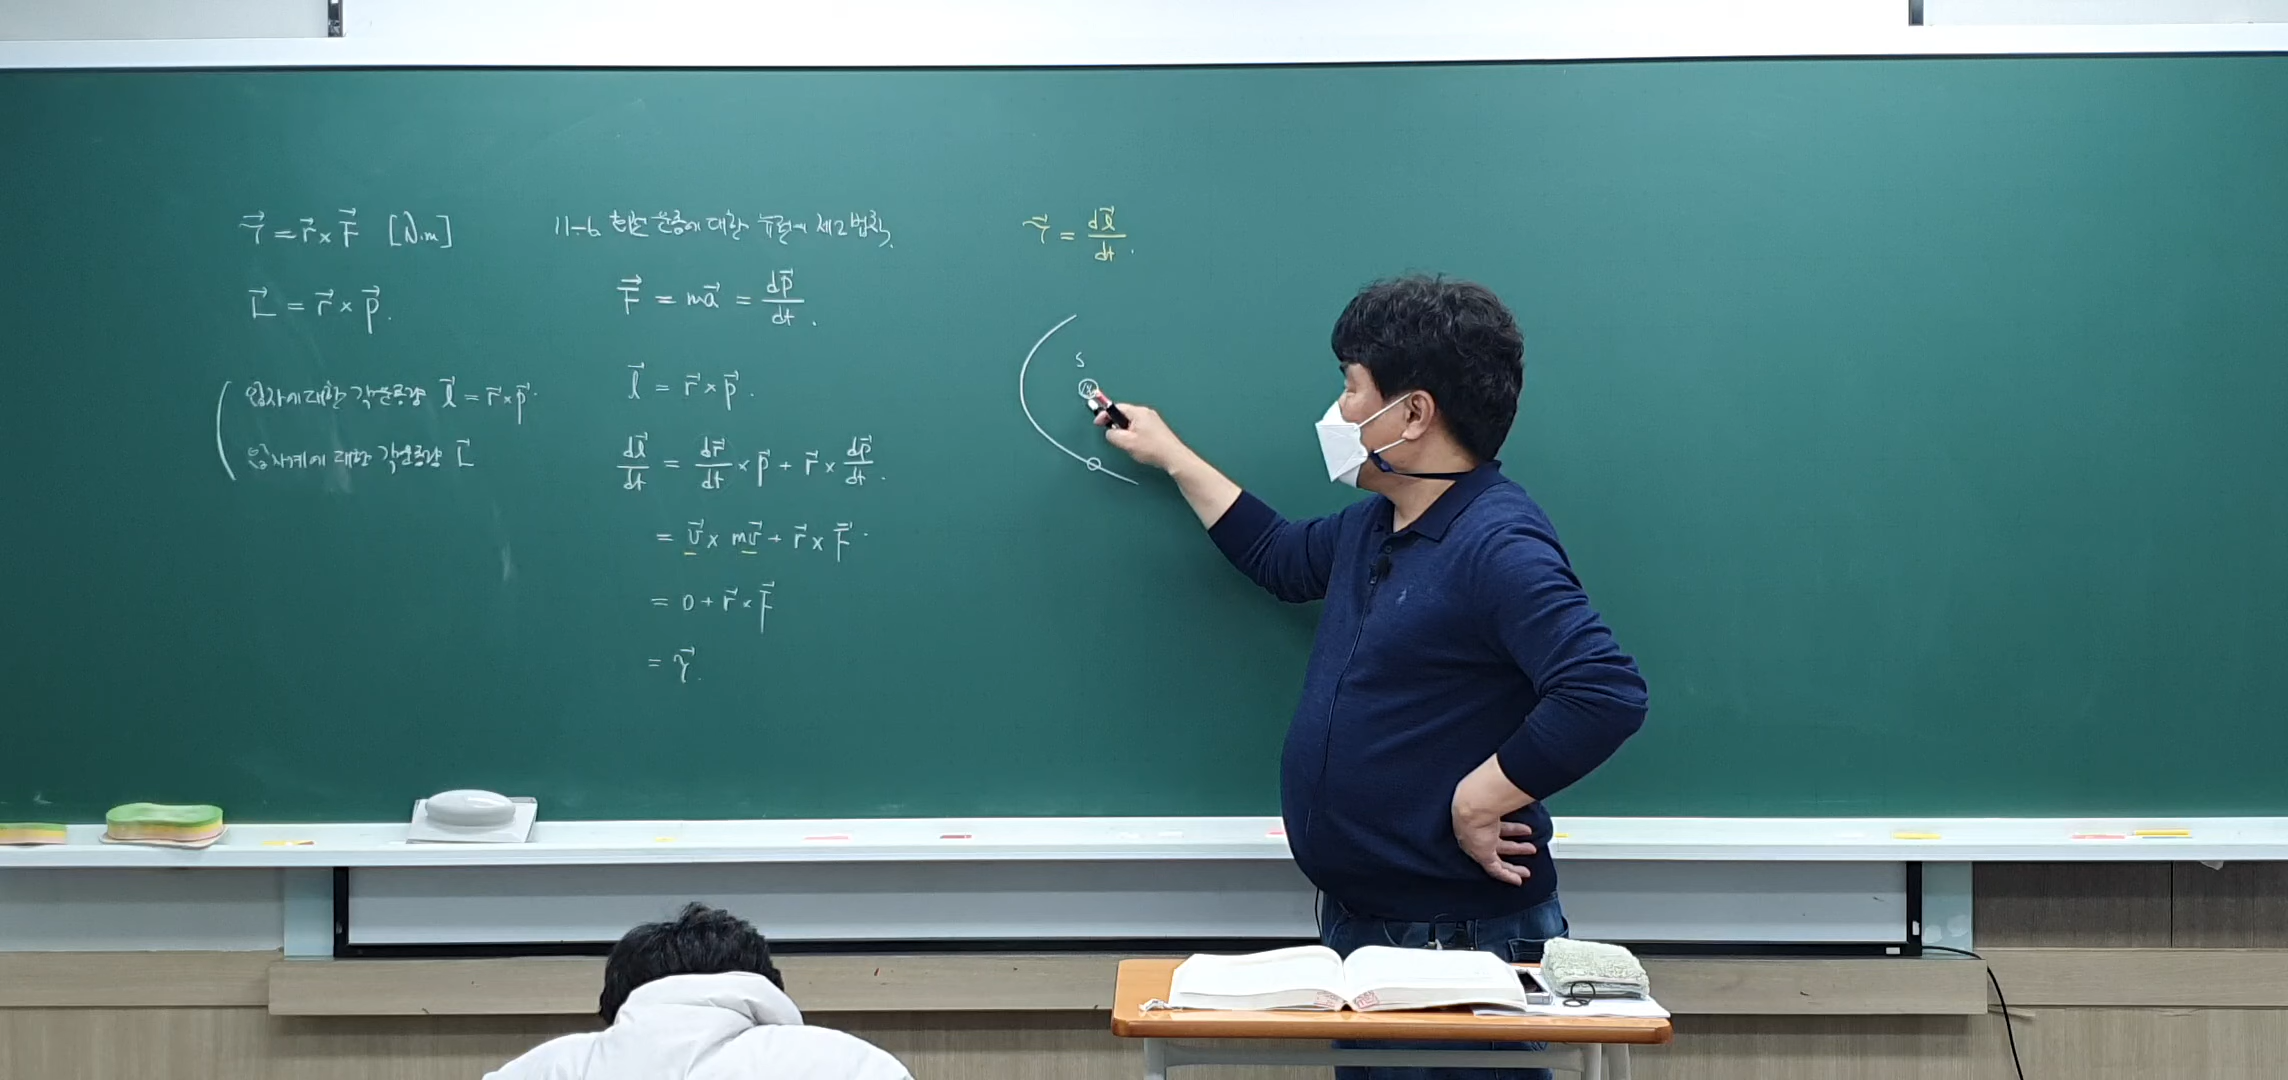 τ⃗ = r⃗ × F⃗ [N·m]
L⃗ = r⃗ × p⃗.
입자에 대한 각운동량 l⃗ = r⃗ × p⃗.
입자계에 대한 각운동량 L⃗
11-6 회전운동에 대한 뉴턴의 제2법칙.
F⃗ = ma⃗ = dp⃗/dt.
l⃗ = r⃗ × p⃗.
dl⃗/dt = dr⃗/dt × p⃗ + r⃗ × dp⃗/dt.
= v⃗ × mv⃗ + r⃗ × F⃗.
= 0 + r⃗ × F⃗
= τ⃗.
τ⃗ = dl⃗/dt.
S